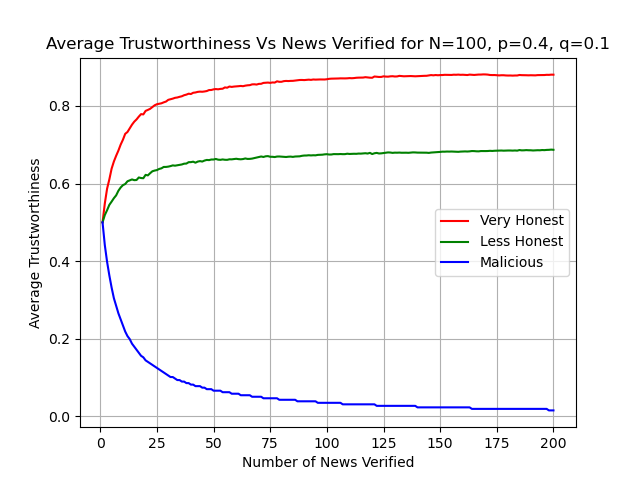 Average Trustworthiness Vs News Verified for N=100, p=0.4, q=0.1
Average Trustworthiness
0.8
0.6
0.4
0.2
0.0
Very Honest
Less Honest
Malicious
0 25 50 75 100 125 150 175 200
Number of News Verified